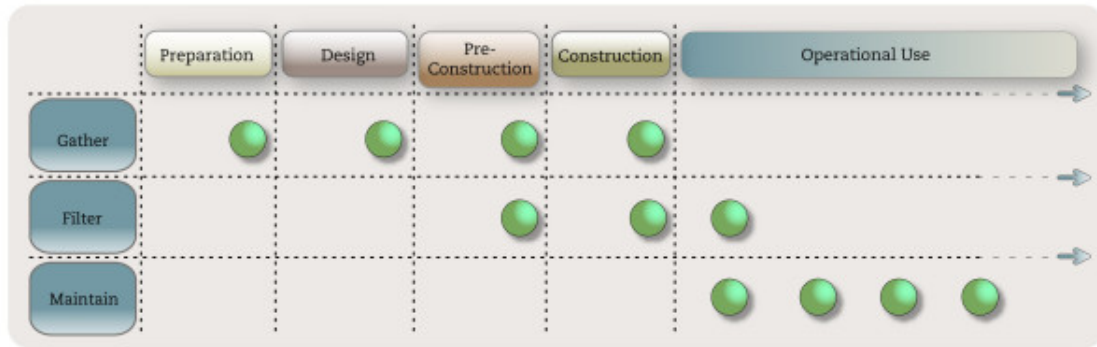 Preparation
Design
Pre-
Construction
Construction
Operational Use
Gather
Filter
Maintain